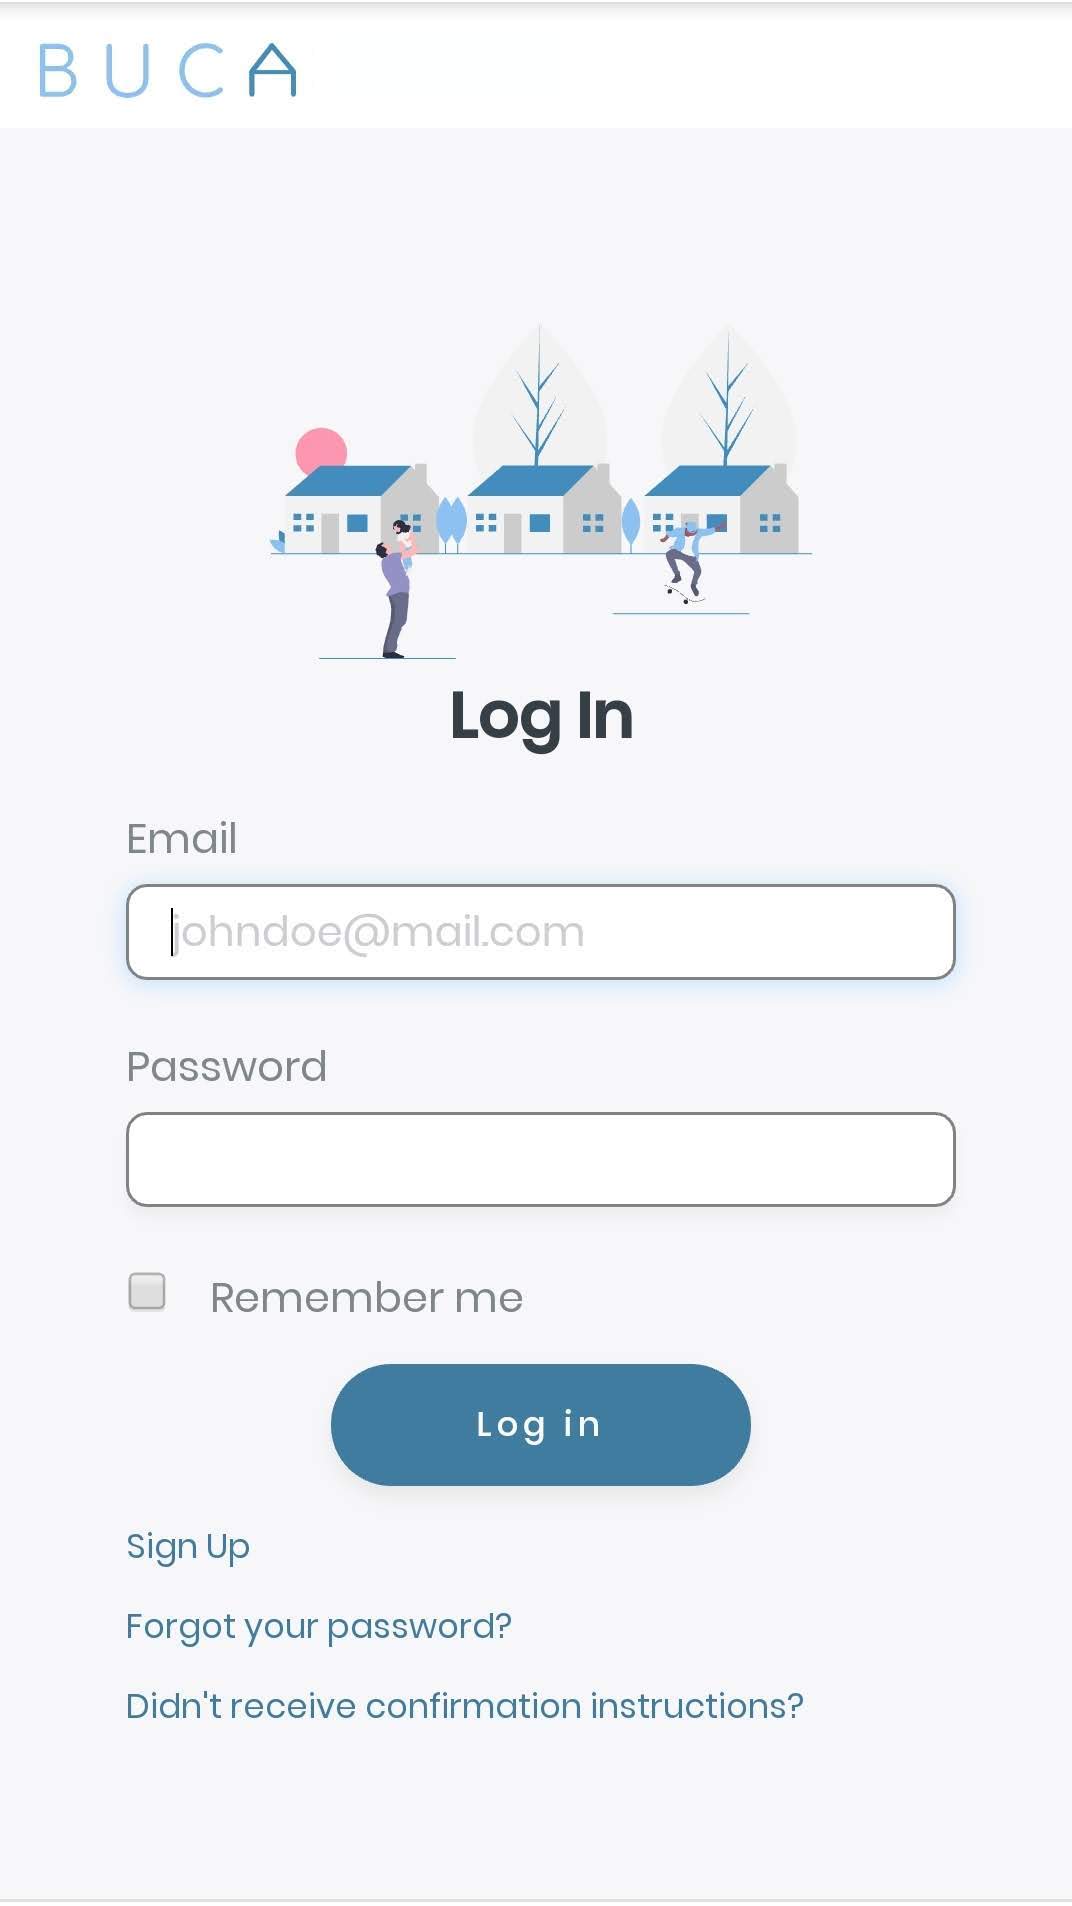 BUCA
Log In
Email
johndoe@mail.com
Password
Remember me
Log in
Sign Up
Forgot your password?
Didn't receive confirmation instructions?